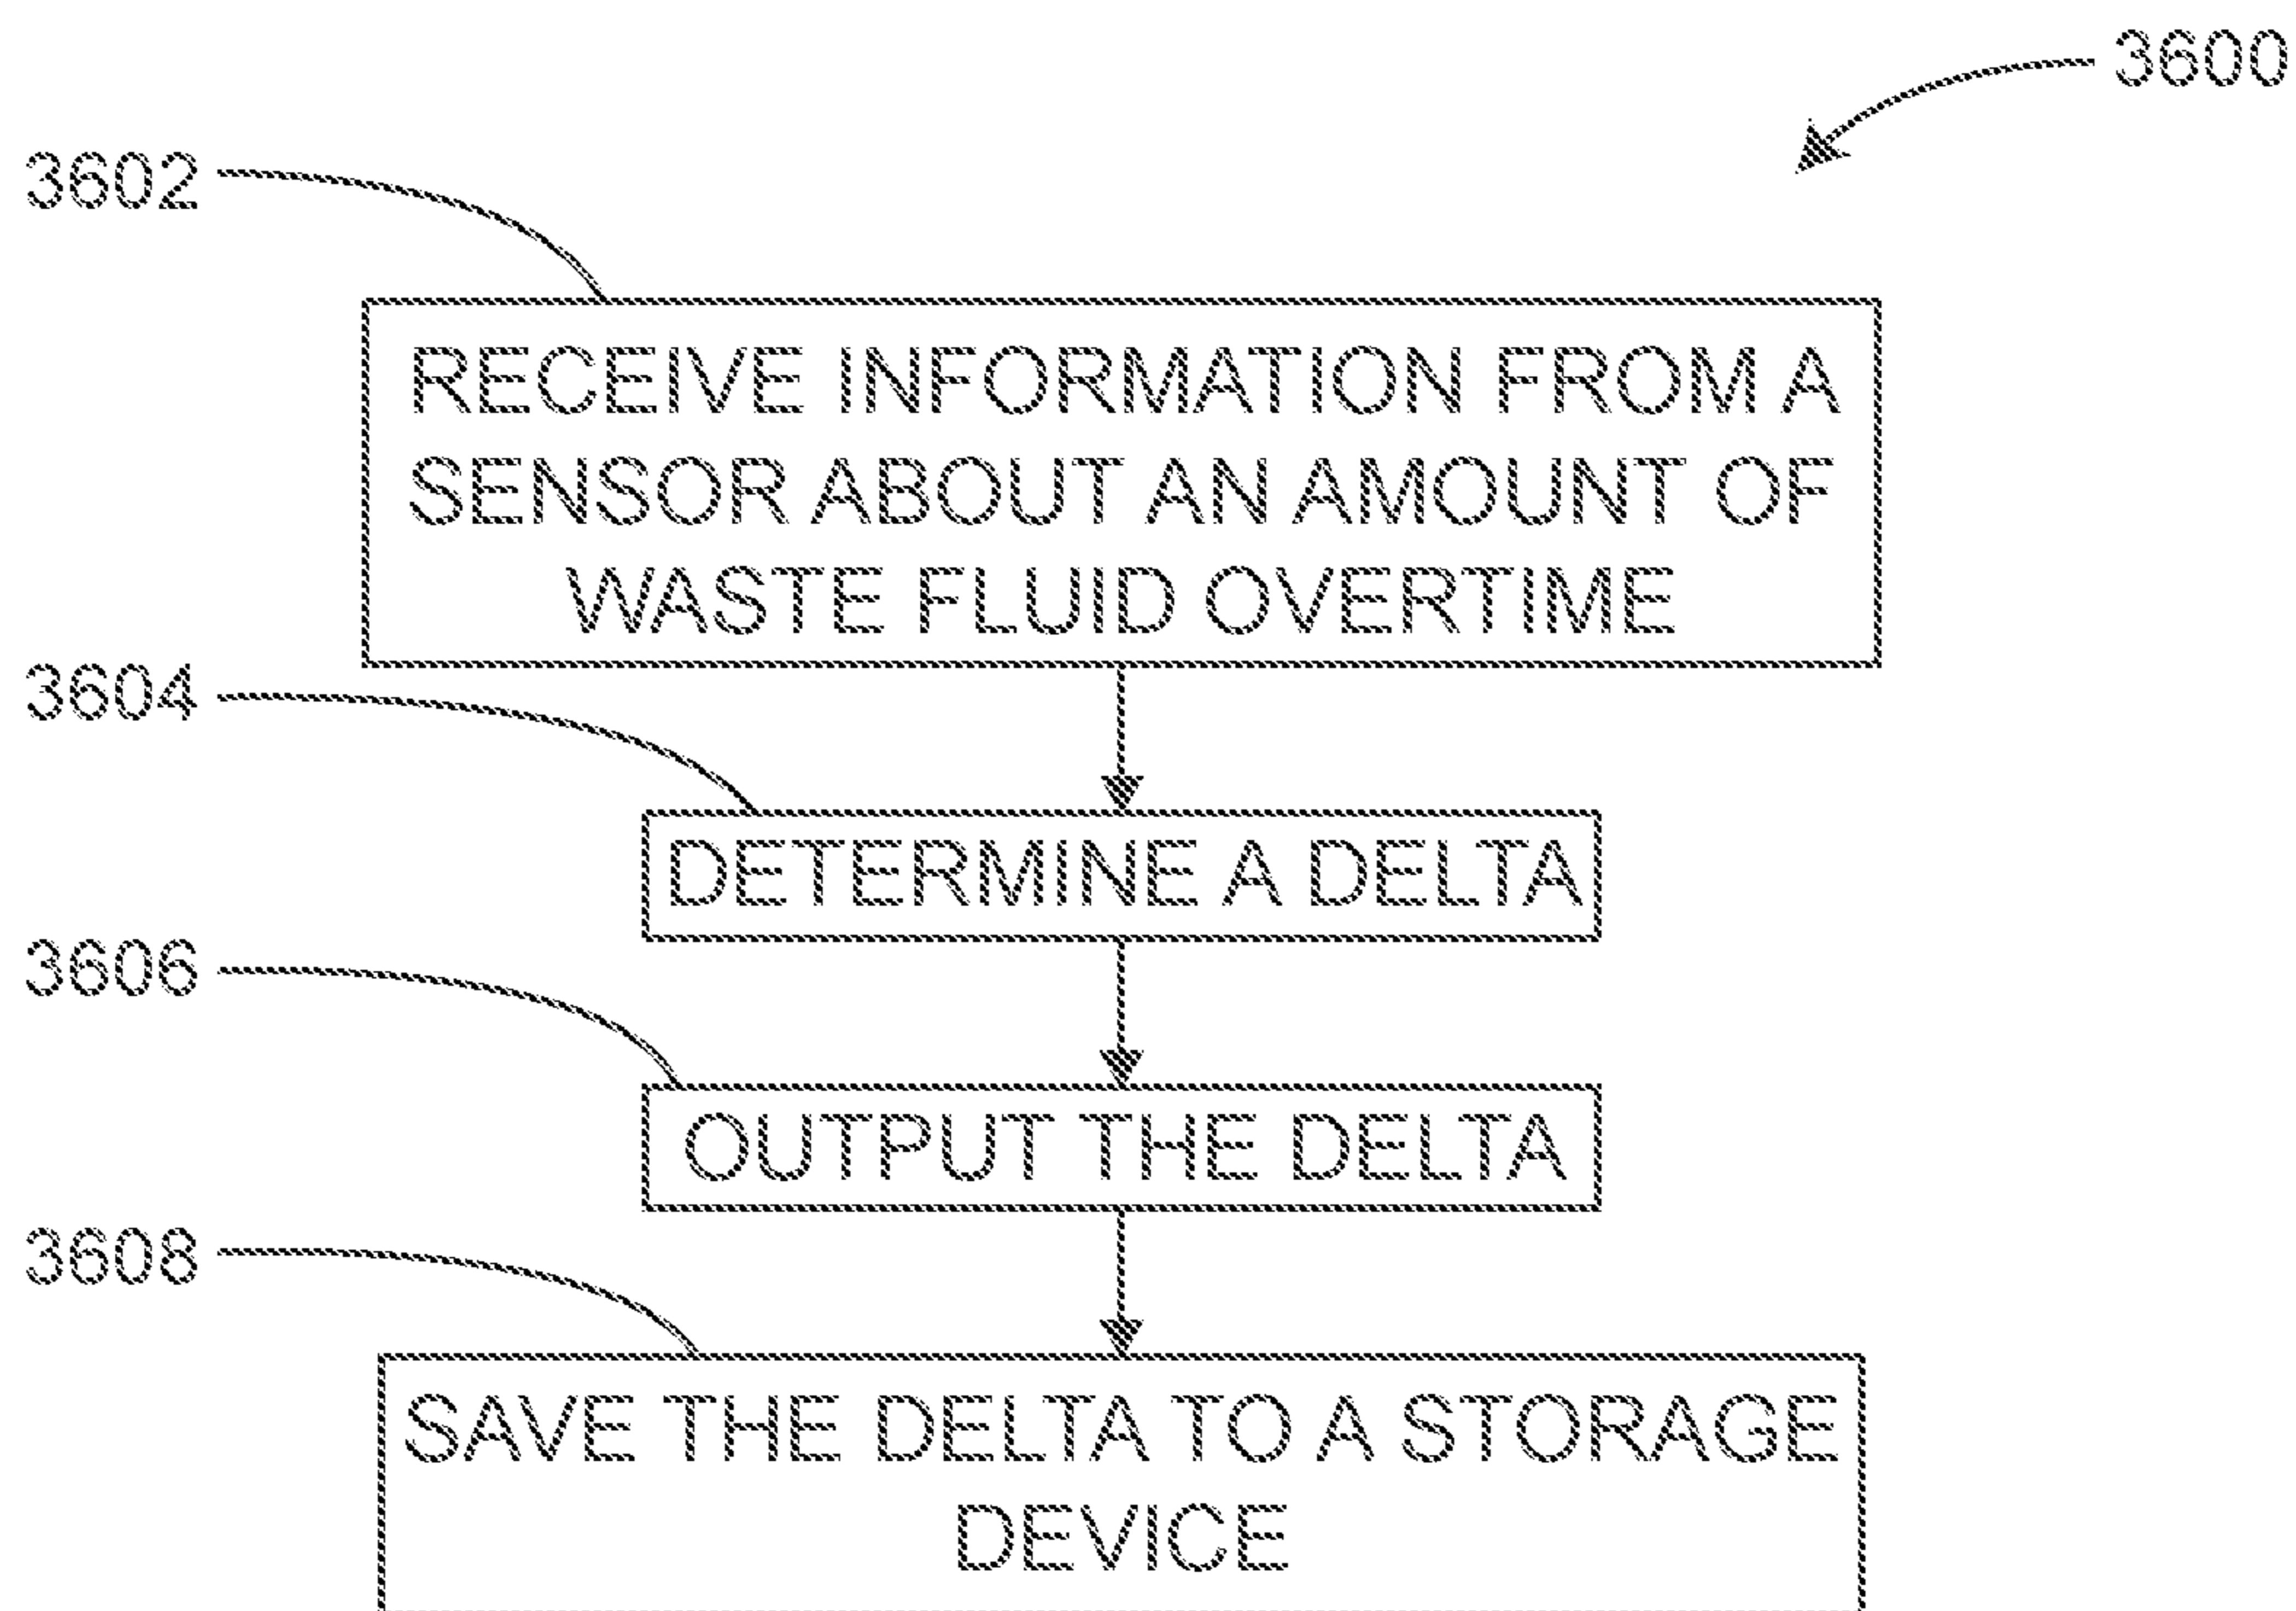 3600
3602
RECEIVE INFORMATION FROM A
SENSOR ABOUT AN AMOUNT OF
WASTE FLUID OVERTIME
3604
DETERMINE A DELTA
3606
OUTPUT THE DELTA
3608
SAVE THE DELTA TO A STORAGE
DEVICE